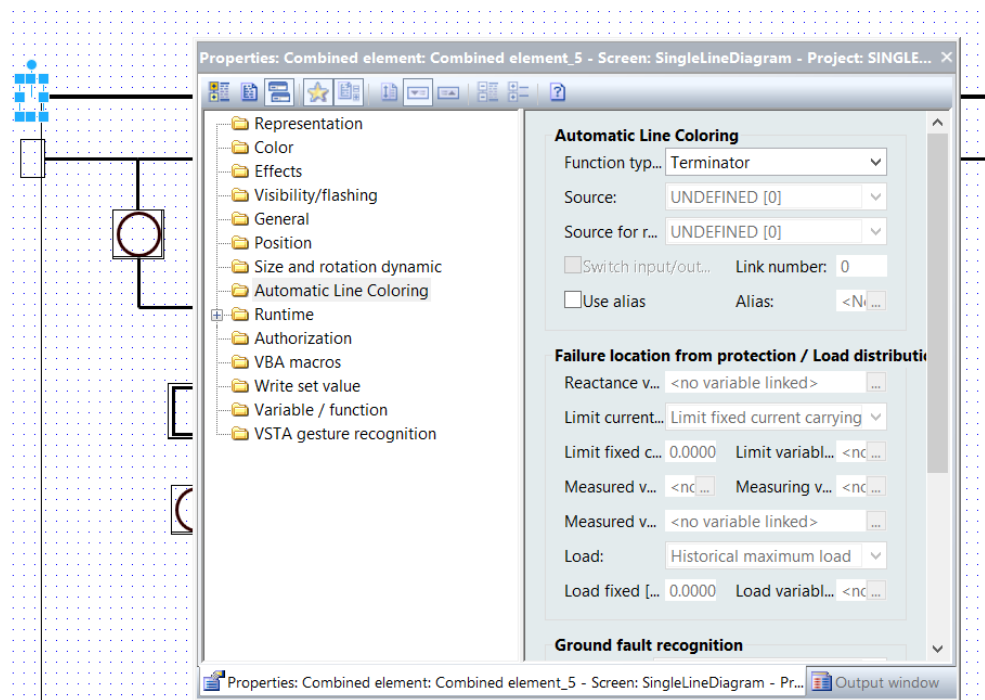 Properties: Combined element: Combined element_5 - Screen: SingleLineDiagram - Project: SINGLE...
Representation
Color
Effects
Visibility/flashing
General
Position
Size and rotation dynamic
Automatic Line Coloring
Runtime
Authorization
VBA macros
Write set value
Variable / function
VSTA gesture recognition
Automatic Line Coloring
Function typ... Terminator
Source: UNDEFINED [0]
Source for r... UNDEFINED [0]
Switch input/out... Link number: 0
Use alias Alias: <N ...
Failure location from protection / Load distributi
Reactance v... <no variable linked> ...
Limit current... Limit fixed current carrying
Limit fixed c... 0.0000 Limit variabl... <no ...
Measured v... <no ... Measuring v... <no ...
Measured v... <no variable linked> ...
Load: Historical maximum load
Load fixed [... 0.0000 Load variabl... <no ...
Ground fault recognition
Properties: Combined element: Combined element_5 - Screen: SingleLineDiagram - Pr... Output window